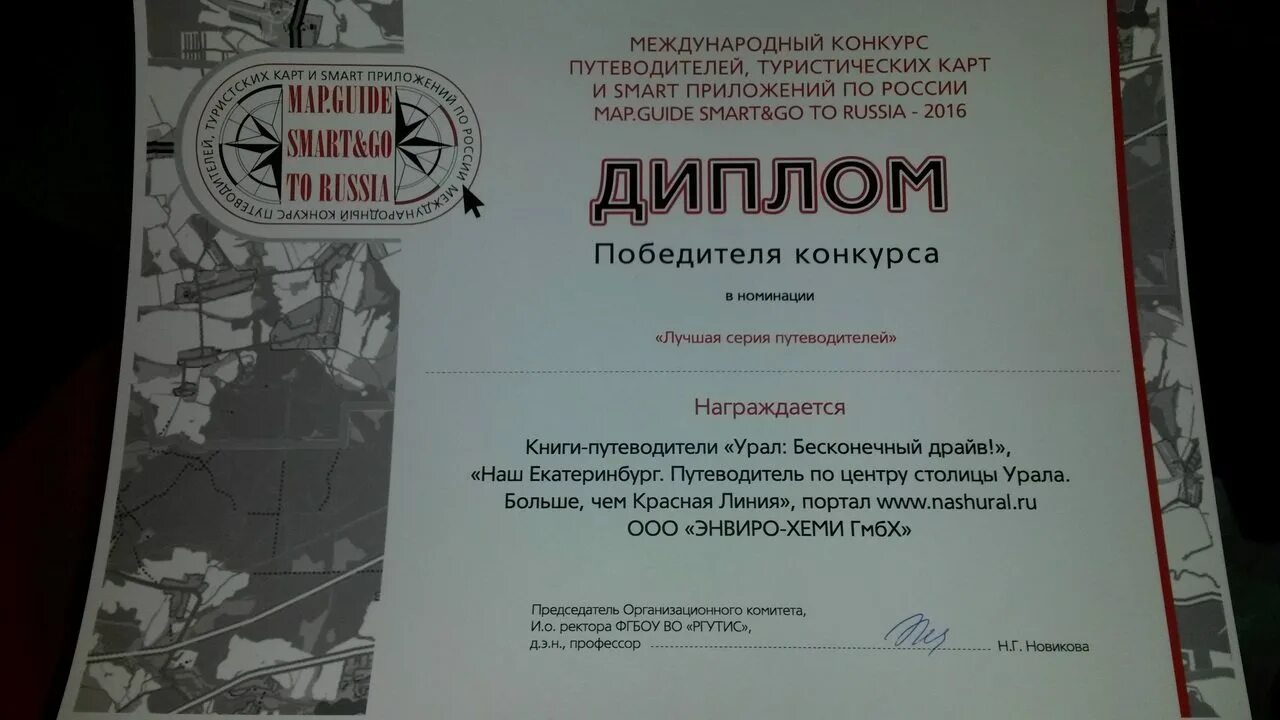 МЕЖДУНАРОДНЫЙ КОНКУРС ПУТЕВОДИТЕЛЕЙ, ТУРИСТСКИХ КАРТ И SMART ПРИЛОЖЕНИЙ ПО РОССИИ
MAP.GUIDE
SMART&GO
TO RUSSIA
МЕЖДУНАРОДНЫЙ КОНКУРС
ПУТЕВОДИТЕЛЕЙ, ТУРИСТИЧЕСКИХ КАРТ
И SMART ПРИЛОЖЕНИЙ ПО РОССИИ
MAP.GUIDE SMART&GO TO RUSSIA - 2016
ДИПЛОМ
Победителя конкурса
в номинации
«Лучшая серия путеводителей»
Награждается
Книги-путеводители «Урал: Бесконечный драйв!»,
«Наш Екатеринбург. Путеводитель по центру столицы Урала.
Больше, чем Красная Линия», портал www.nashural.ru
ООО «ЭНВИРО-ХЕМИ ГмбХ»
Председатель Организационного комитета,
И.о. ректора ФГБОУ ВО «РГУТИС»,
д.э.н., профессор
Н.Г. Новикова